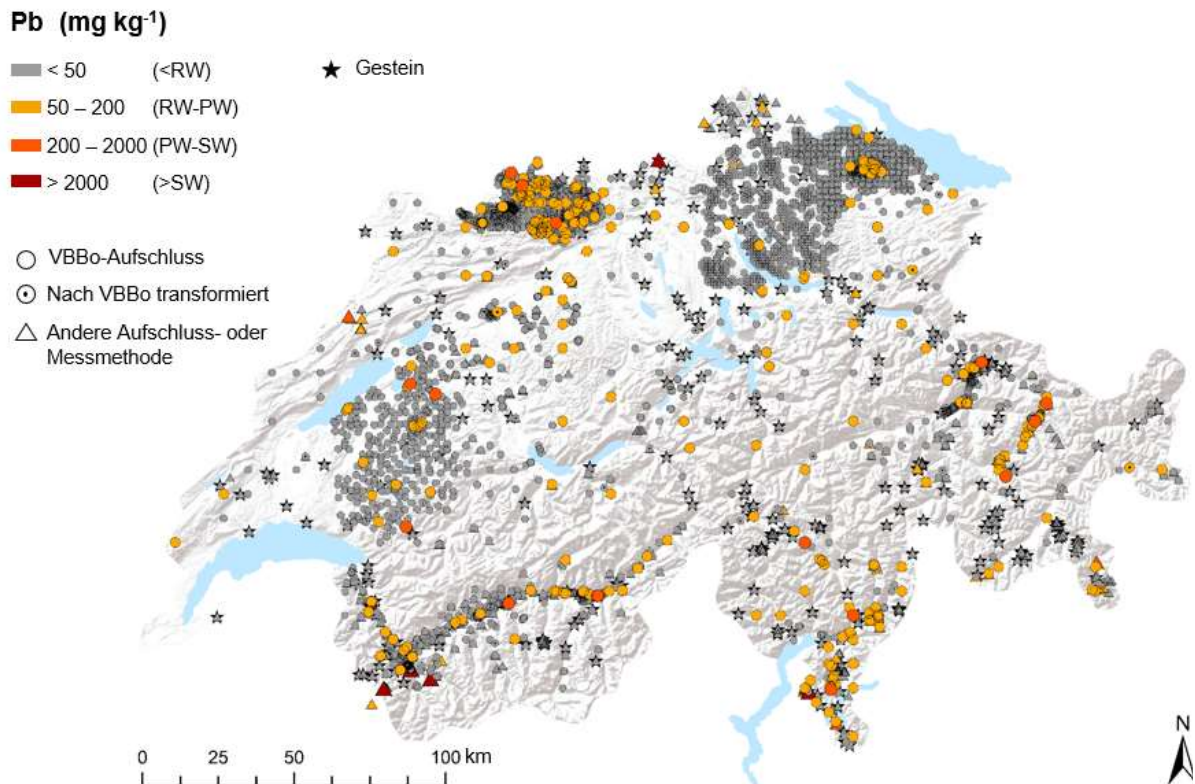 Pb (mg kg-1)
< 50 (<RW)
50 – 200 (RW-PW)
200 – 2000 (PW-SW)
> 2000 (>SW)
Gestein
VBBo-Aufschluss
Nach VBBo transformiert
Andere Aufschluss- oder
Messmethode
0 25 50 100 km
N